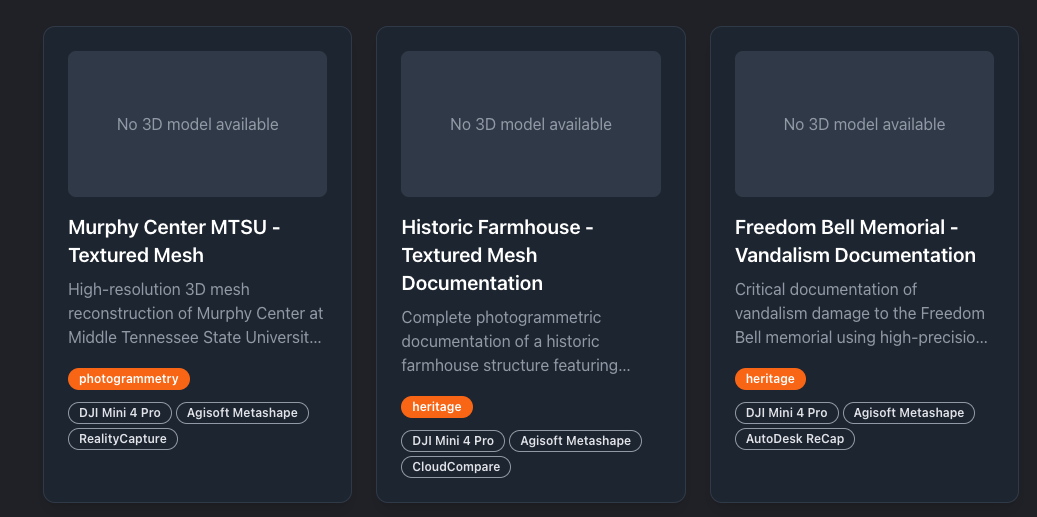 No 3D model available
Murphy Center MTSU -
Textured Mesh
High-resolution 3D mesh
reconstruction of Murphy Center at
Middle Tennessee State Universit...
photogrammetry
DJI Mini 4 Pro
Agisoft Metashape
RealityCapture
No 3D model available
Historic Farmhouse -
Textured Mesh
Documentation
Complete photogrammetric
documentation of a historic
farmhouse structure featuring...
heritage
DJI Mini 4 Pro
Agisoft Metashape
CloudCompare
No 3D model available
Freedom Bell Memorial -
Vandalism Documentation
Critical documentation of
vandalism damage to the Freedom
Bell memorial using high-precisio...
heritage
DJI Mini 4 Pro
Agisoft Metashape
AutoDesk ReCap